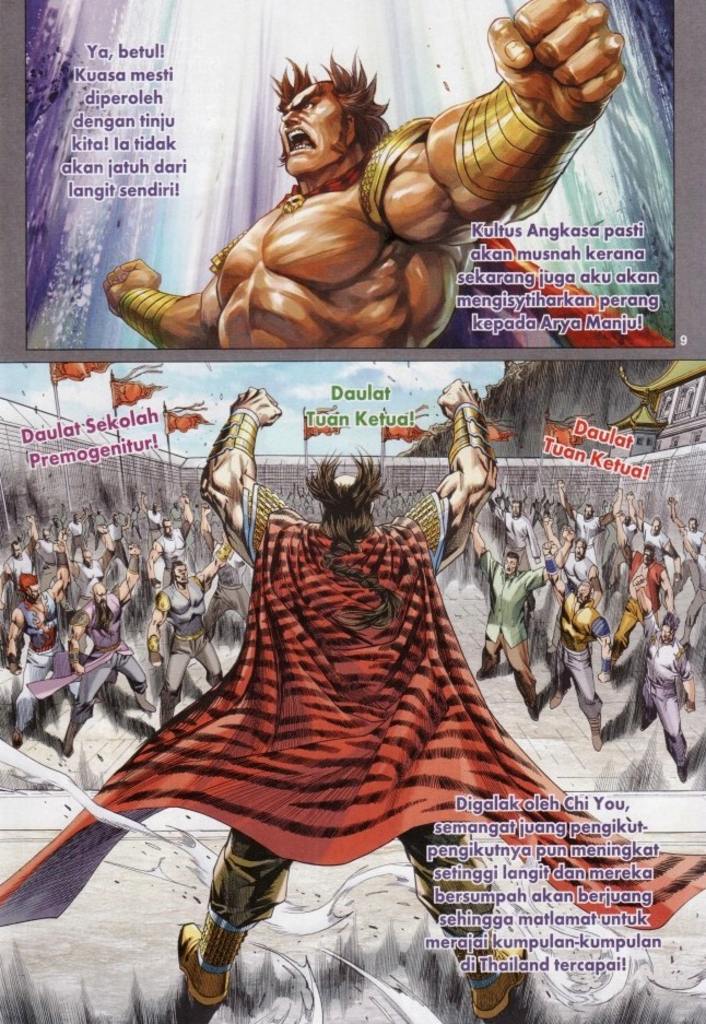 Ya, betul!
Kuasa mesti
diperoleh
dengan tinju
kita! Ia tidak
akan jatuh dari
langit sendiri!
Kultus Angkasa pasti
akan musnah kerana
sekarang juga aku akan
mengisytiharkan perang
kepada Arya Manju!
9
Daulat Sekolah
Premogenitur!
Daulat
Tuan Ketua!
Daulat
Tuan Ketua!
Digalak oleh Chi You,
semangat juang pengikut-
pengikutnya pun meningkat
setinggi langit dan mereka
bersumpah akan berjuang
sehingga matlamat untuk
merajai kumpulan-kumpulan
di Thailand tercapai!